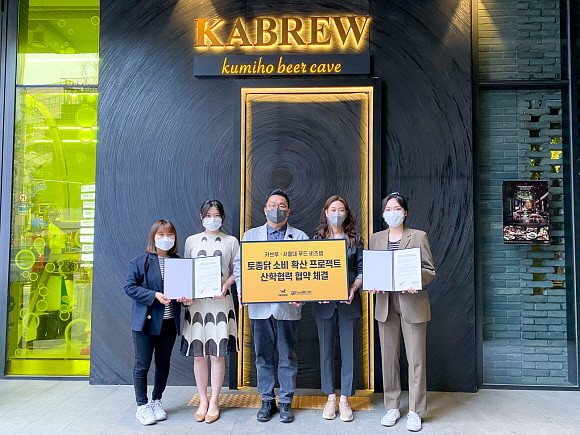 KABREW
kumiho beer cave
카브루 · 서울대 푸드 비즈랩
토종닭 소비 확산 프로젝트
산학협력 협약 체결